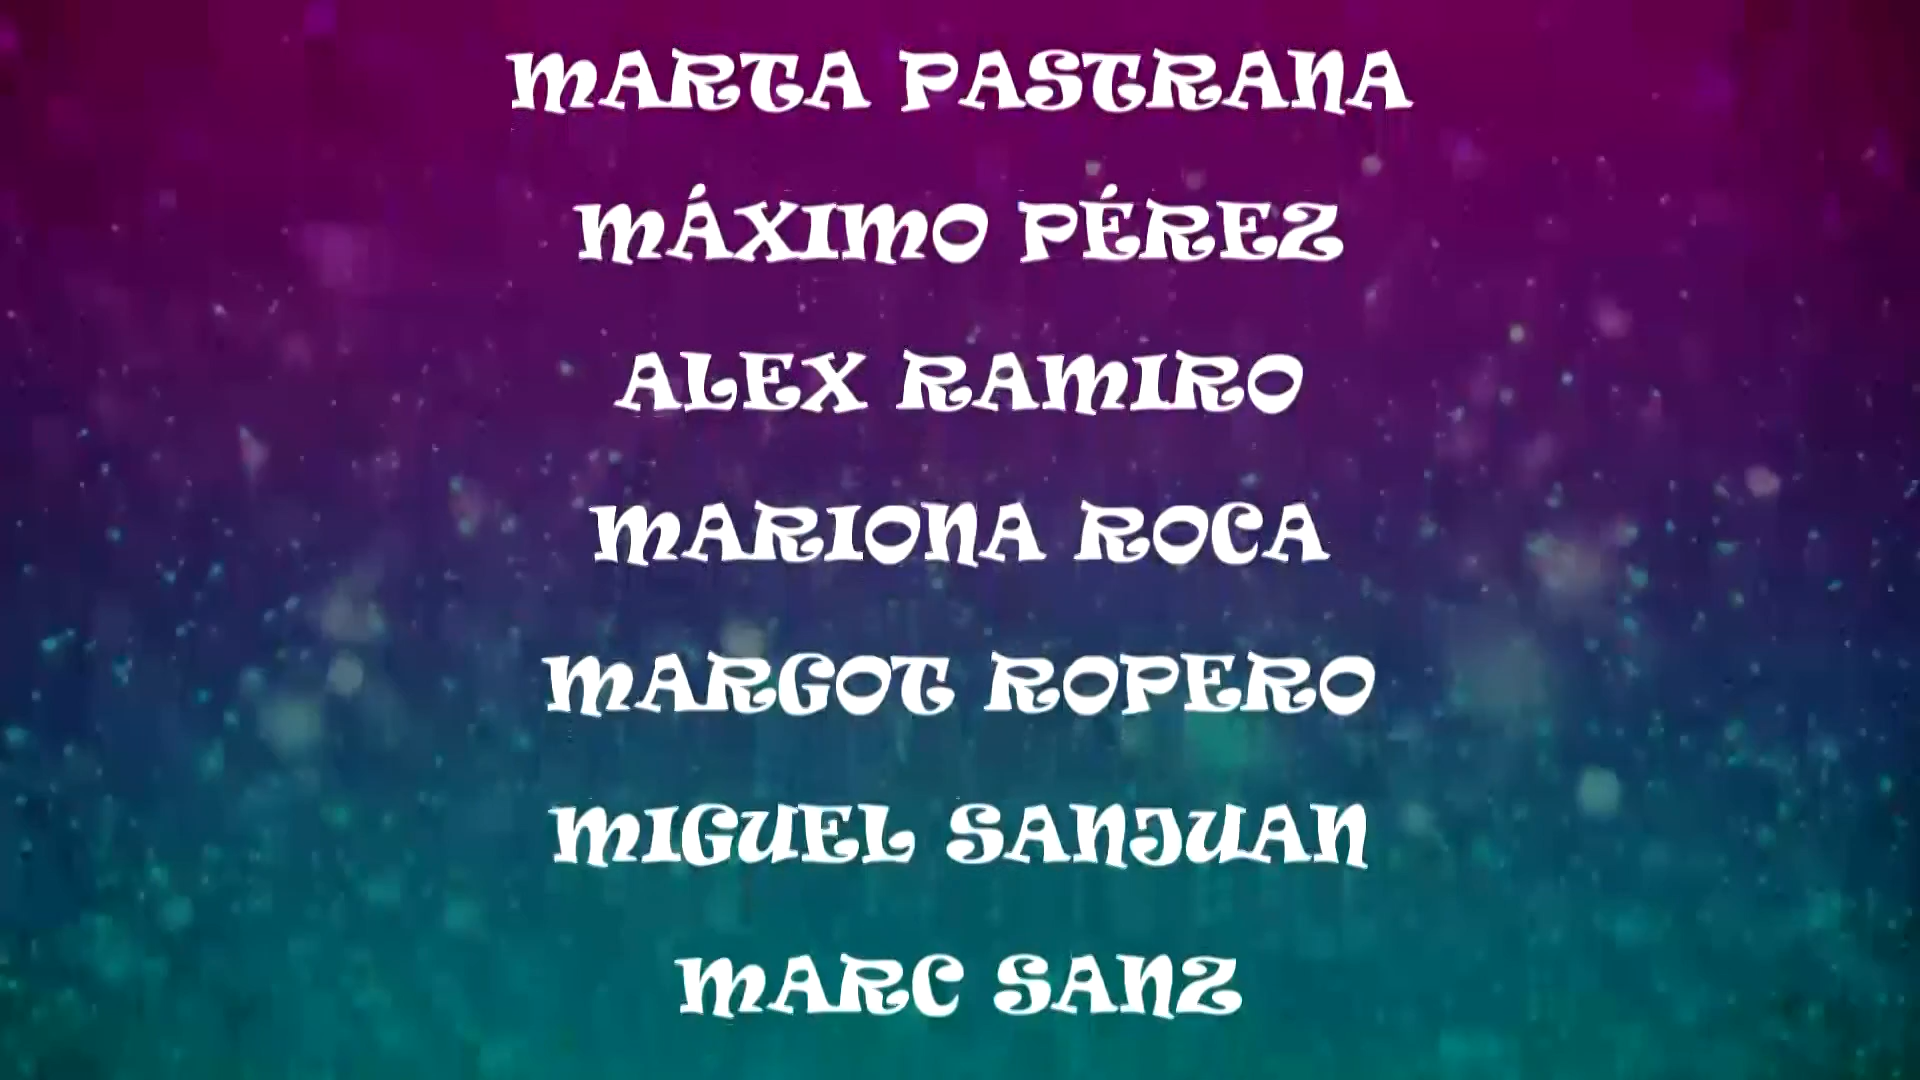 MARTA PASTRANA
MÁXIMO PÉREZ
ALEX RAMIRO
MARIONA ROCA
MARGOT ROPERO
MIGUEL SANJUAN
MARC SANZ